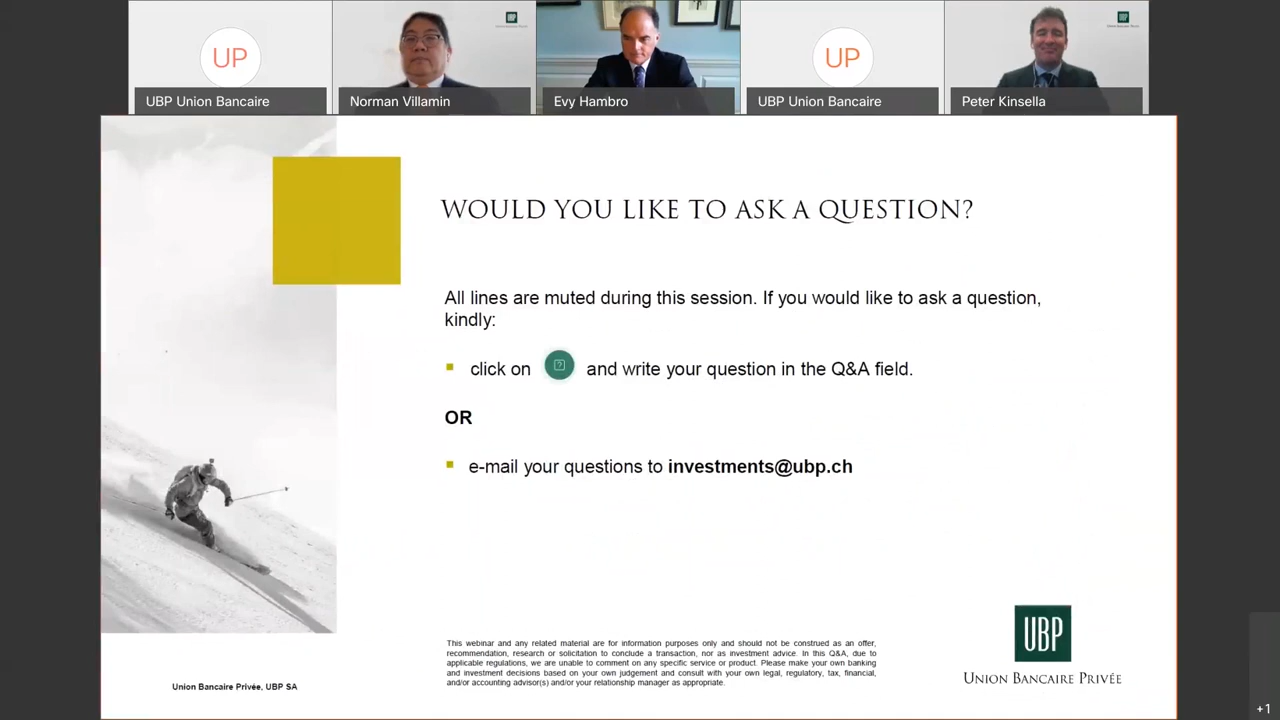 UBP
UBP
UP
UP
UBP Union Bancaire
Norman Villamin
Evy Hambro
UBP Union Bancaire
Peter Kinsella
WOULD YOU LIKE TO ASK A QUESTION?
All lines are muted during this session. If you would like to ask a question,
kindly:
click on ? and write your question in the Q&A field.
OR
e-mail your questions to investments@ubp.ch
This webinar and any related material are for information purposes only and should not be construed as an offer,
recommendation, research or solicitation to conclude a transaction, nor as investment advice. In this Q&A, due to
applicable regulations, we are unable to comment on any specific service or product. Please make your own banking
and investment decisions based on your own judgement and consult with your own legal, regulatory, tax, financial,
and/or accounting advisor(s) and/or your relationship manager as appropriate.
UBP
UNION BANCAIRE PRIVÉE
Union Bancaire Privée, UBP SA
+1